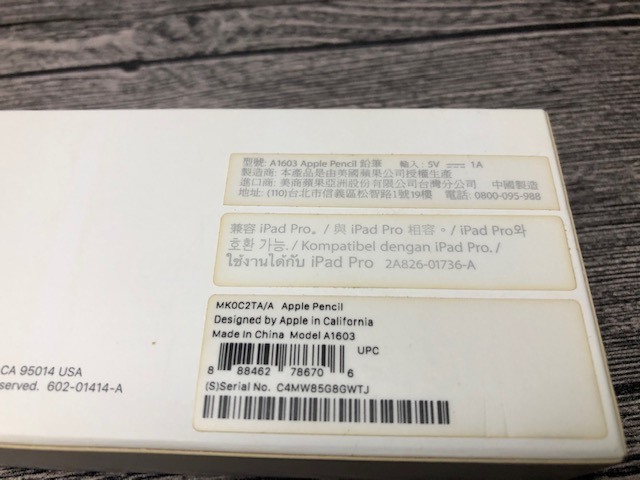 型號: A1603 Apple Pencil 鉛筆 輸入 : 5V ⎓ 1A
製造商: 本產品是由美國蘋果公司授權生產
進口商: 美商蘋果亞洲股份有限公司台灣分公司 中國製造
地址: (110)台北市信義區松智路1號19樓 電話: 0800-095-988
兼容 iPad Pro。/ 與 iPad Pro 相容。/ iPad Pro와
호환 가능. / Kompatibel dengan iPad Pro. /
ใช้งานได้กับ iPad Pro 2A826-01736-A
MK0C2TA/A Apple Pencil
Designed by Apple in California
Made In China Model A1603
UPC
8 88462 78670 6
(S)Serial No. C4MW85G8GWTJ
CA 95014 USA
served. 602-01414-A